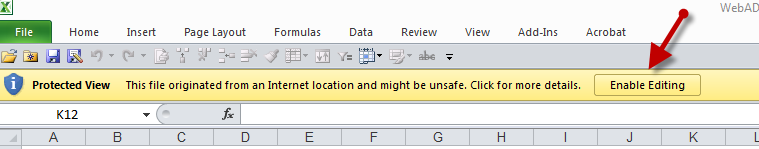 WebAD
File Home Insert Page Layout Formulas Data Review View Add-Ins Acrobat
abc
Protected View This file originated from an Internet location and might be unsafe. Click for more details. Enable Editing
K12 fx
A B C D E F G H I J K L